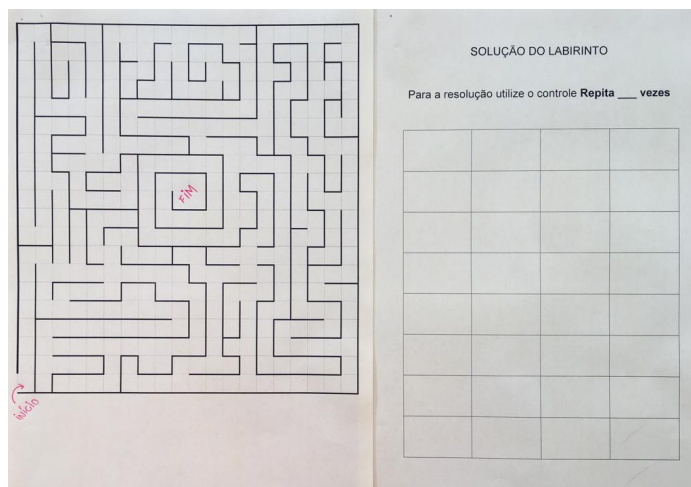 FIM
início
SOLUÇÃO DO LABIRINTO
Para a resolução utilize o controle Repita ___ vezes